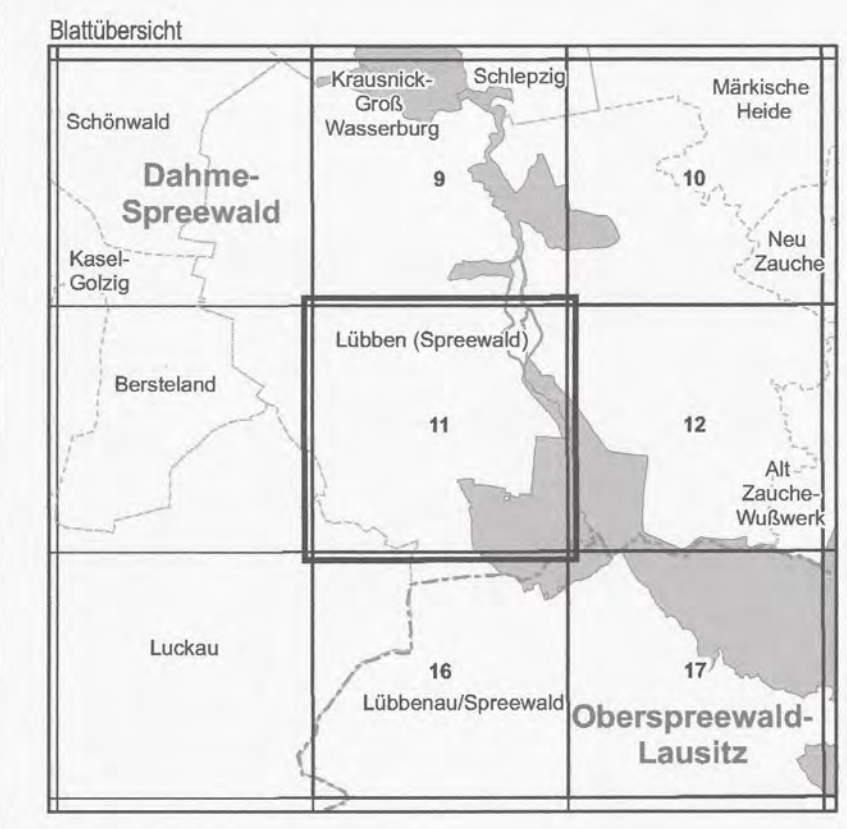 Blattübersicht
Krausnick-
Groß
Wasserburg
Schlepzig
Märkische
Heide
Schönwald
Dahme-
Spreewald
9
10
Kasel-
Golzig
Neu
Zauche
Lübben (Spreewald)
Bersteland
11
12
Alt
Zauche-
Wußwerk
Luckau
16
Lübbenau/Spreewald
17
Oberspreewald-
Lausitz